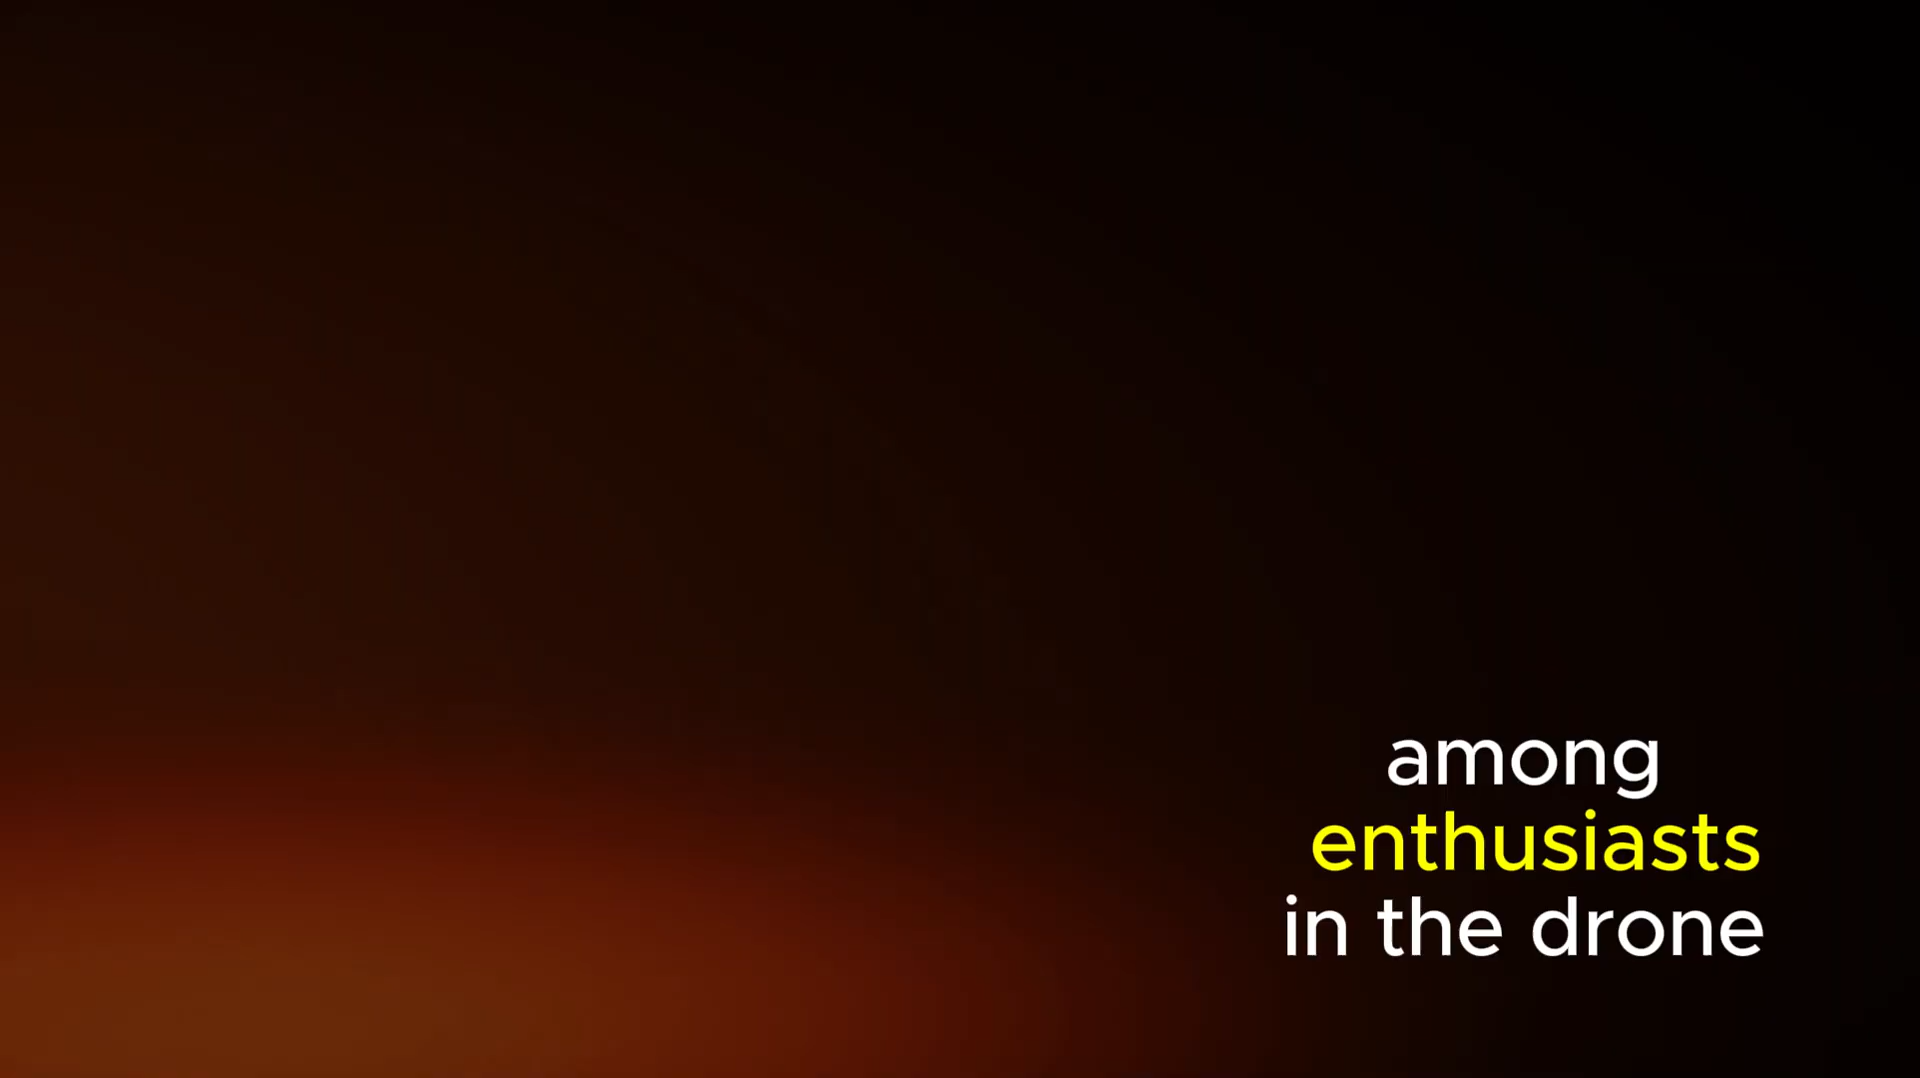 among
enthusiasts
in the drone